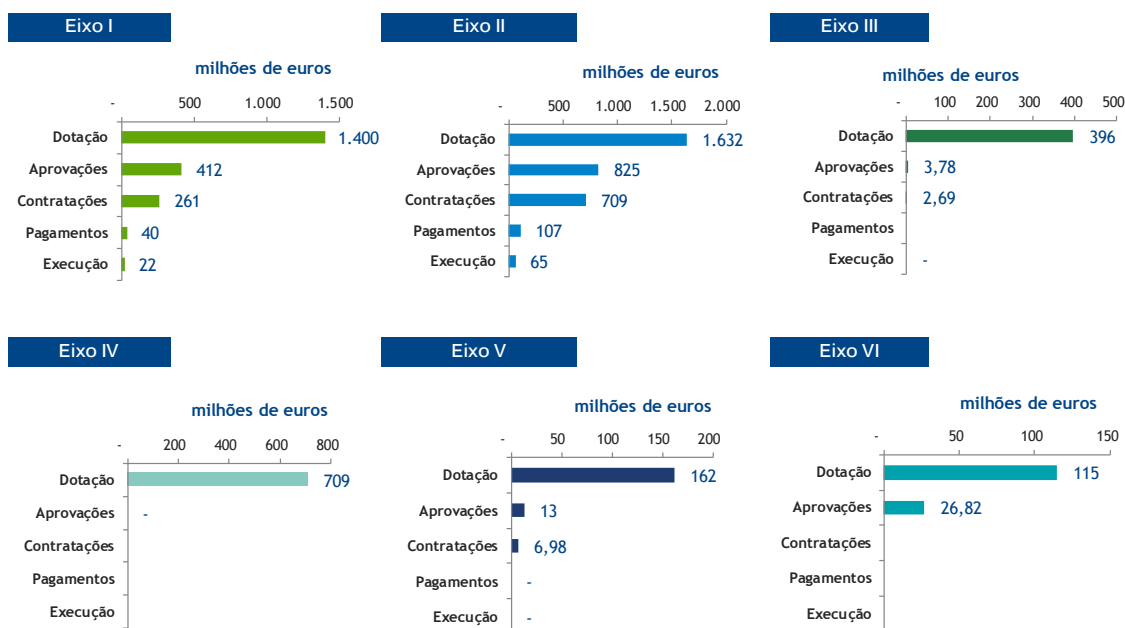 Eixo I
milhões de euros
- 500 1.000 1.500
Dotação 1.400
Aprovações 412
Contratações 261
Pagamentos 40
Execução 22
Eixo II
milhões de euros
- 500 1.000 1.500 2.000
Dotação 1.632
Aprovações 825
Contratações 709
Pagamentos 107
Execução 65
Eixo III
milhões de euros
- 100 200 300 400 500
Dotação 396
Aprovações 3,78
Contratações 2,69
Pagamentos
Execução -
Eixo IV
milhões de euros
- 200 400 600 800
Dotação 709
Aprovações -
Contratações
Pagamentos
Execução
Eixo V
milhões de euros
- 50 100 150 200
Dotação 162
Aprovações 13
Contratações 6,98
Pagamentos -
Execução -
Eixo VI
milhões de euros
- 50 100 150
Dotação 115
Aprovações 26,82
Contratações
Pagamentos
Execução